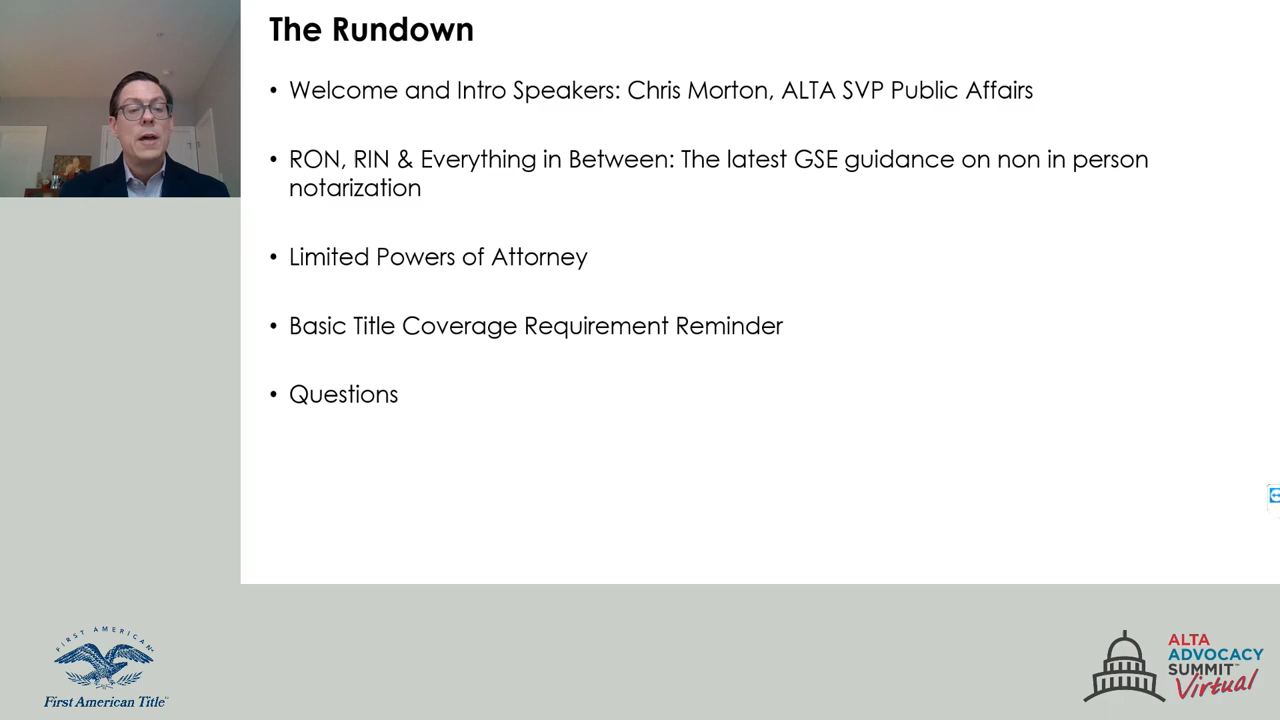 The Rundown
• Welcome and Intro Speakers: Chris Morton, ALTA SVP Public Affairs
• RON, RIN & Everything in Between: The latest GSE guidance on non in person
notarization
• Limited Powers of Attorney
• Basic Title Coverage Requirement Reminder
• Questions
FIRST AMERICAN
First American Title™
ALTA
ADVOCACY
SUMMIT™
Virtual